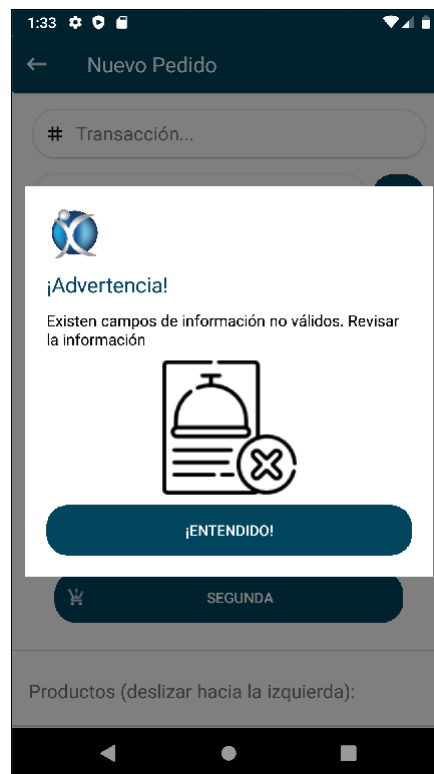 1:33
Nuevo Pedido
# Transacción...
¡Advertencia!
Existen campos de información no válidos. Revisar
la información
¡ENTENDIDO!
SEGUNDA
Productos (deslizar hacia la izquierda):